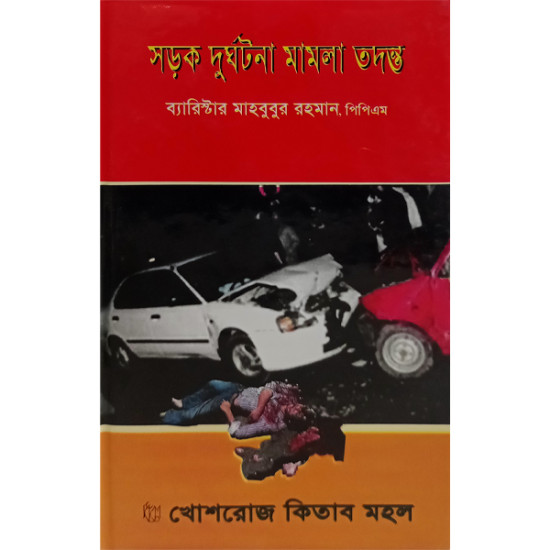 সড়ক দুর্ঘটনা মামলা তদন্ত
ব্যারিস্টার মাহবুবুর রহমান, পিপিএম
খোশরোজ কিতাব মহল